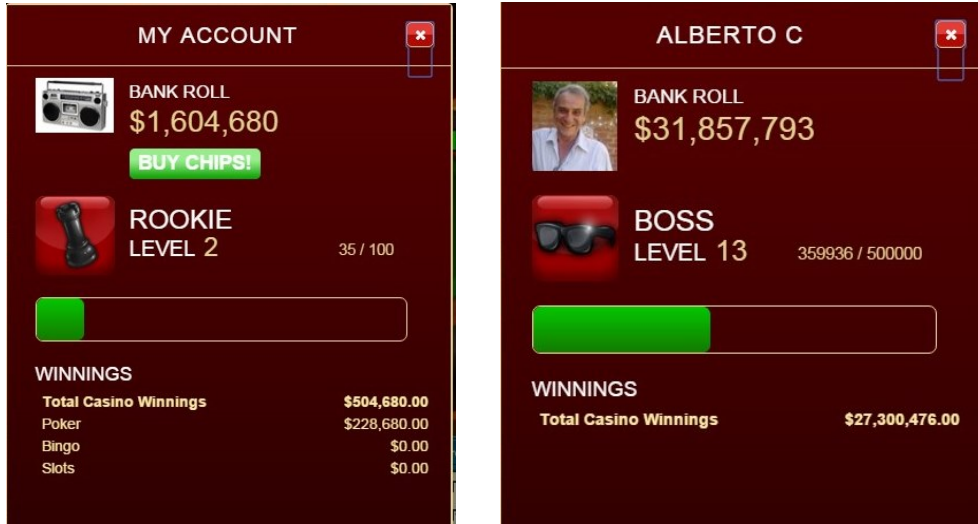 MY ACCOUNT
BANK ROLL
$1,604,680
BUY CHIPS!
ROOKIE
LEVEL 2
35 / 100
WINNINGS
Total Casino Winnings $504,680.00
Poker $228,680.00
Bingo $0.00
Slots $0.00
ALBERTO C
BANK ROLL
$31,857,793
BOSS
LEVEL 13
359936 / 500000
WINNINGS
Total Casino Winnings $27,300,476.00